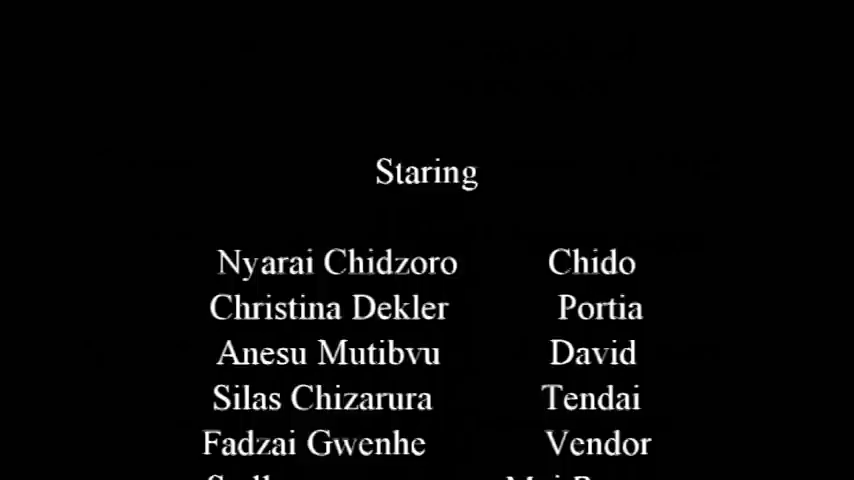 Staring
Nyarai Chidzoro Chido
Christina Dekler Portia
Anesu Mutibvu David
Silas Chizarura Tendai
Fadzai Gwenhe Vendor